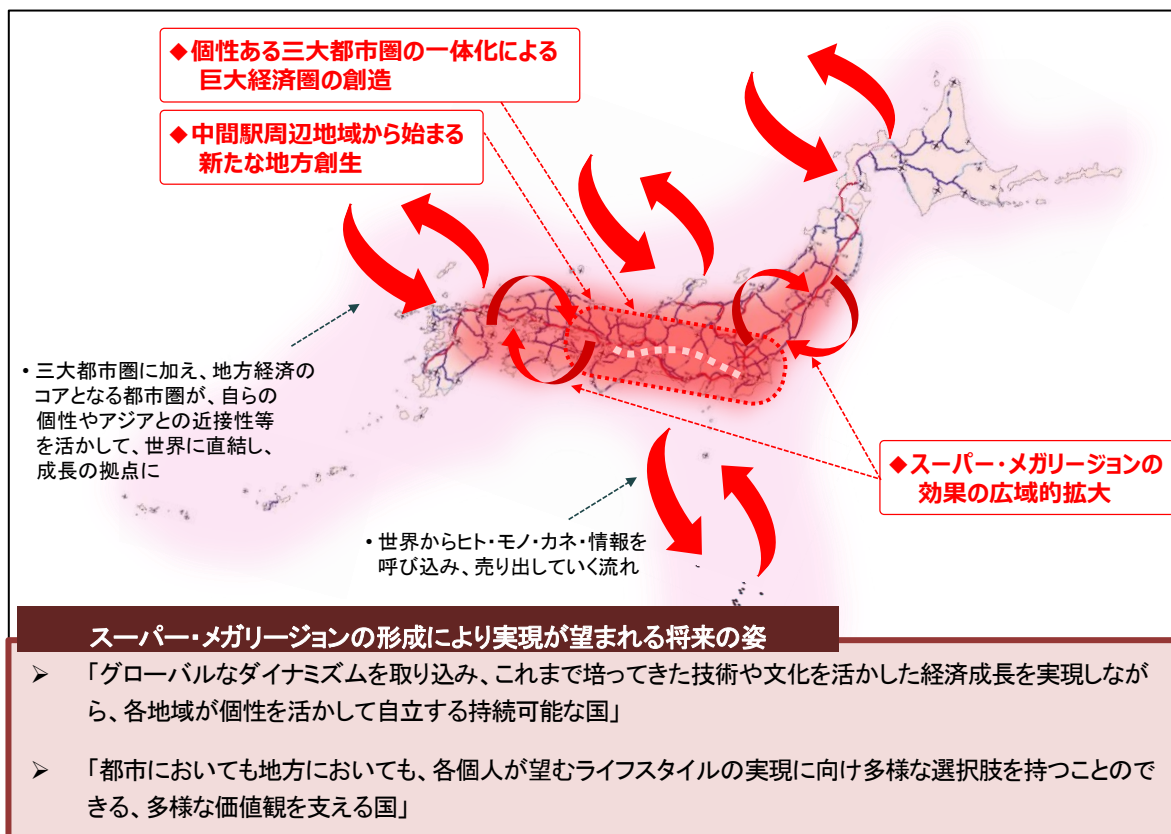 ◆個性ある三大都市圏の一体化による
巨大経済圏の創造
◆中間駅周辺地域から始まる
新たな地方創生
・三大都市圏に加え、地方経済の
コアとなる都市圏が、自らの
個性やアジアとの近接性等
を活かして、世界に直結し、
成長の拠点に
◆スーパー・メガリージョンの
効果の広域的拡大
・世界からヒト・モノ・カネ・情報を
呼び込み、売り出していく流れ
スーパー・メガリージョンの形成により実現が望まれる将来の姿
➢ 「グローバルなダイナミズムを取り込み、これまで培ってきた技術や文化を活かした経済成長を実現しなが
ら、各地域が個性を活かして自立する持続可能な国」
➢ 「都市においても地方においても、各個人が望むライフスタイルの実現に向け多様な選択肢を持つことので
きる、多様な価値観を支える国」